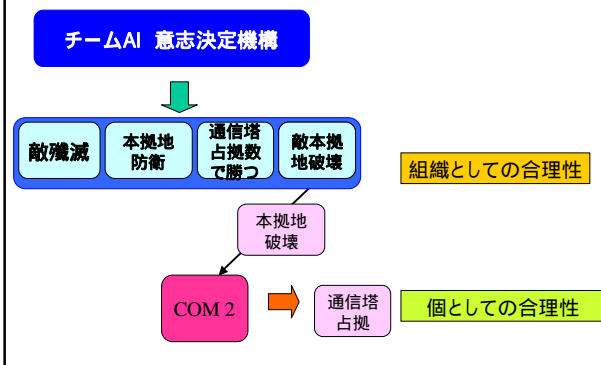 チームAI 意志決定機構
敵殲滅
本拠地
防衛
通信塔
占拠数
で勝つ
敵本拠
地破壊
組織としての合理性
本拠地
破壊
COM 2
通信塔
占拠
個としての合理性